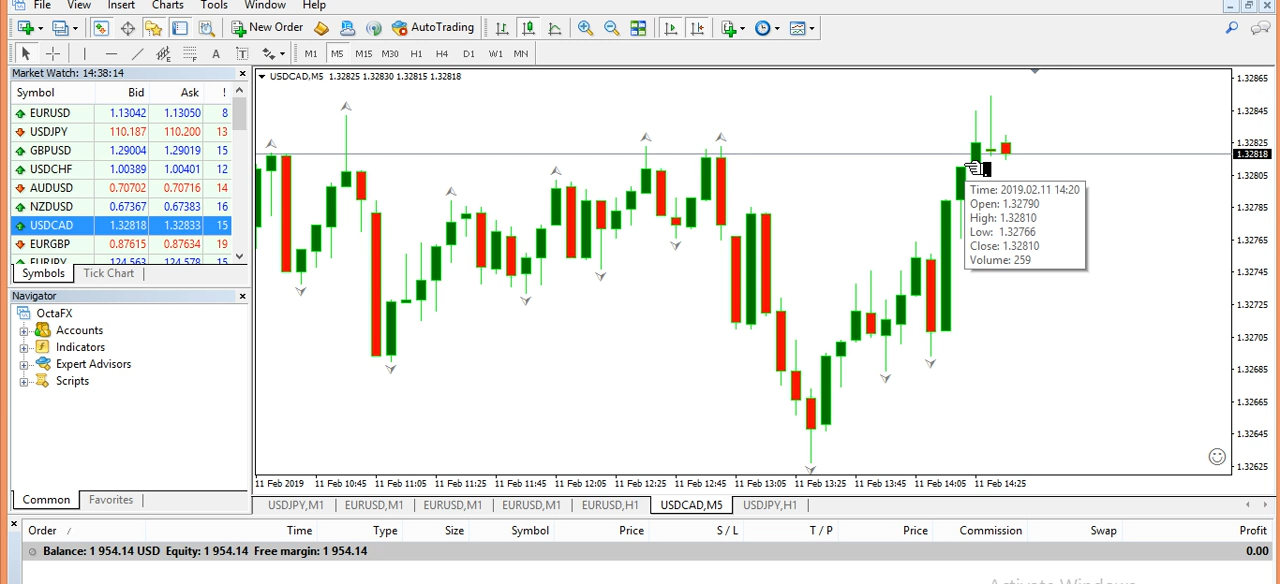 File View Insert Charts Tools Window Help
New Order AutoTrading
A T M1 M5 M15 M30 H1 H4 D1 W1 MN
Market Watch: 14:38:14
Symbol Bid Ask !
EURUSD 1.13042 1.13050 8
USDJPY 110.187 110.200 13
GBPUSD 1.29004 1.29019 15
USDCHF 1.00389 1.00401 12
AUDUSD 0.70702 0.70716 14
NZDUSD 0.67367 0.67383 16
USDCAD 1.32818 1.32833 15
EURGBP 0.87615 0.87634 19
EURJPY 124.563 124.578 15
Symbols Tick Chart
Navigator
OctaFX
Accounts
Indicators
Expert Advisors
Scripts
Common Favorites
USDCAD,M5 1.32825 1.32830 1.32815 1.32818
Time: 2019.02.11 14:20
Open: 1.32790
High: 1.32810
Low: 1.32766
Close: 1.32810
Volume: 259
1.32865
1.32845
1.32825
1.32818
1.32805
1.32785
1.32765
1.32745
1.32725
1.32705
1.32685
1.32665
1.32645
1.32625
11 Feb 2019 11 Feb 10:45 11 Feb 11:05 11 Feb 11:25 11 Feb 11:45 11 Feb 12:05 11 Feb 12:25 11 Feb 12:45 11 Feb 13:05 11 Feb 13:25 11 Feb 13:45 11 Feb 14:05 11 Feb 14:25
USDJPY,M1 EURUSD,M1 EURUSD,M1 EURUSD,M1 EURUSD,H1 USDCAD,M5 USDJPY,H1
Order / Time Type Size Symbol Price S / L T / P Price Commission Swap Profit
Balance: 1 954.14 USD Equity: 1 954.14 Free margin: 1 954.14 0.00
Activate Windows